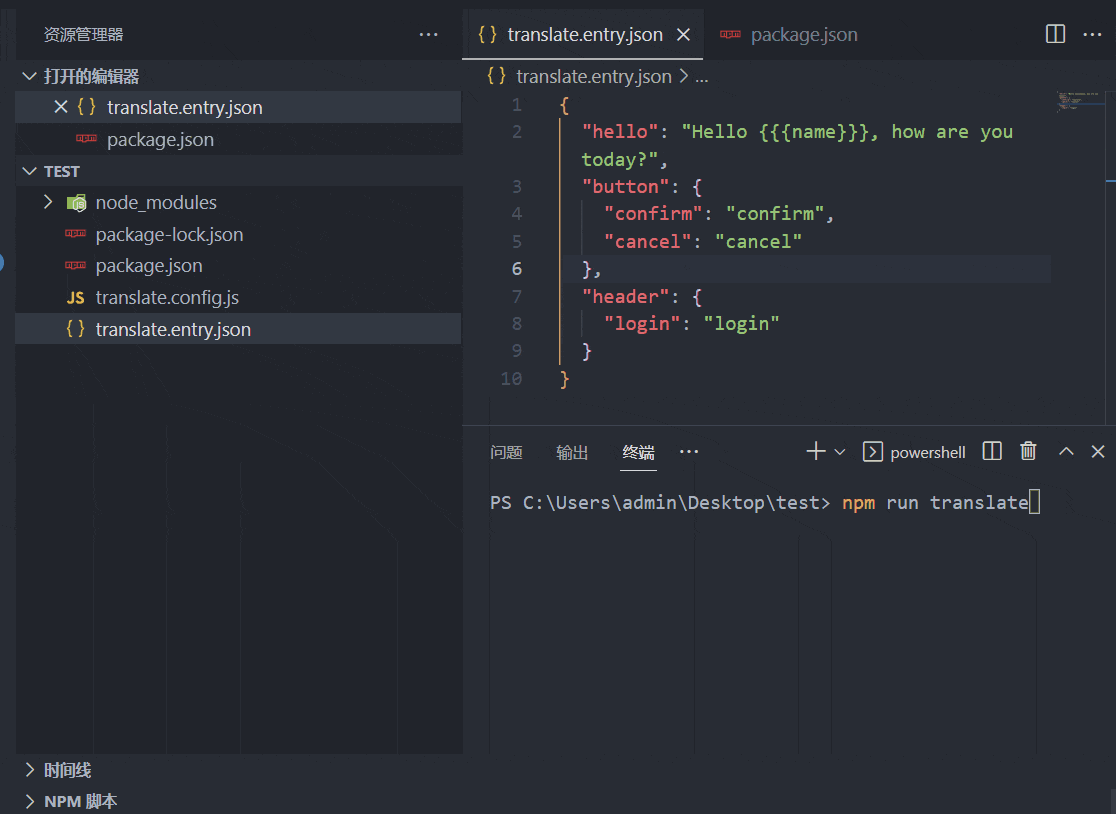 资源管理器
打开的编辑器
translate.entry.json
package.json
TEST
node_modules
package-lock.json
package.json
JS translate.config.js
{ } translate.entry.json
时间线
NPM 脚本
{ } translate.entry.json
package.json
{ } translate.entry.json > ...
1 {
2 "hello": "Hello {{{name}}}, how are you
today?",
3 "button": {
4 "confirm": "confirm",
5 "cancel": "cancel"
6 },
7 "header": {
8 "login": "login"
9 }
10 }
问题 输出 终端 ··· powershell
PS C:\Users\admin\Desktop\test> npm run translate